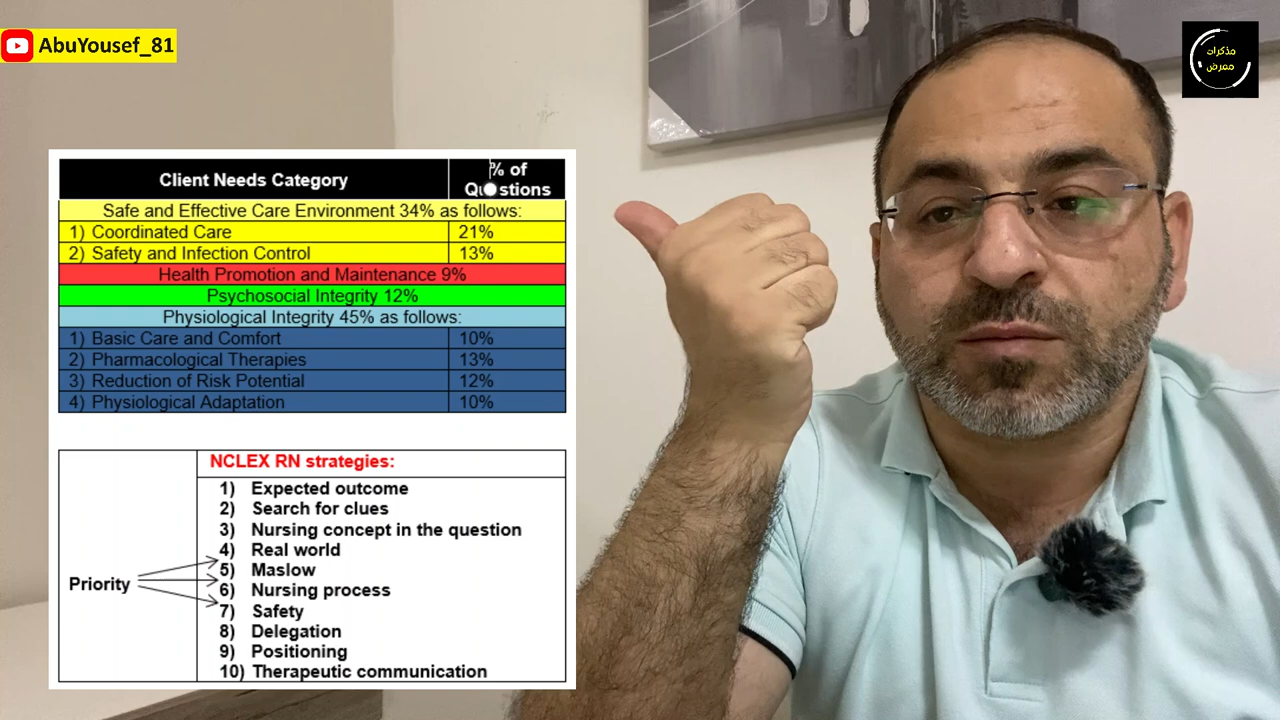 AbuYousef_81
مذكرات
ممرض
Client Needs Category
% of
Questions
Safe and Effective Care Environment 34% as follows:
1) Coordinated Care 21%
2) Safety and Infection Control 13%
Health Promotion and Maintenance 9%
Psychosocial Integrity 12%
Physiological Integrity 45% as follows:
1) Basic Care and Comfort 10%
2) Pharmacological Therapies 13%
3) Reduction of Risk Potential 12%
4) Physiological Adaptation 10%
NCLEX RN strategies:
1) Expected outcome
2) Search for clues
3) Nursing concept in the question
4) Real world
5) Maslow
Priority
6) Nursing process
7) Safety
8) Delegation
9) Positioning
10) Therapeutic communication